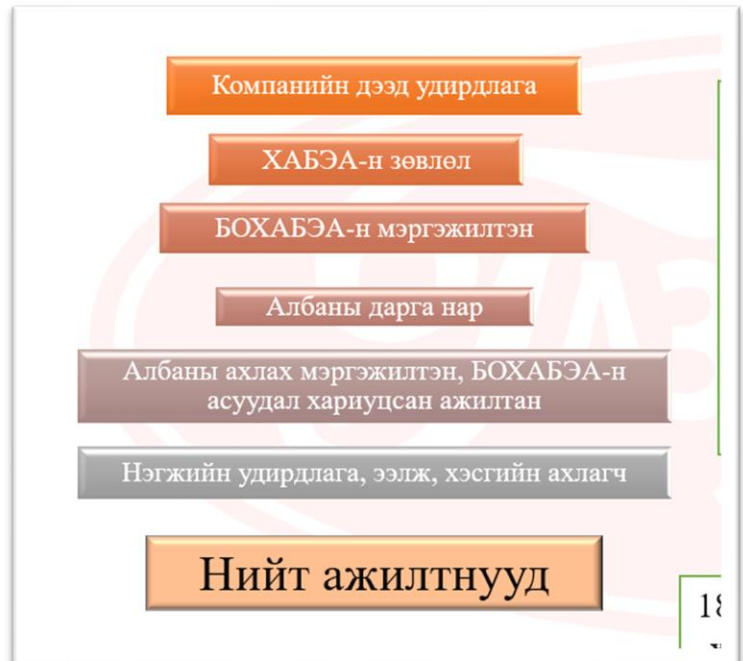 Компанийн дээд удирдлага
ХАБЭА-н зөвлөл
БОХАБЭА-н мэргэжилтэн
Албаны дарга нар
Албаны ахлах мэргэжилтэн, БОХАБЭА-н
асуудал хариуцсан ажилтан
Нэгжийн удирдлага, ээлж, хэсгийн ахлагч
Нийт ажилтнууд